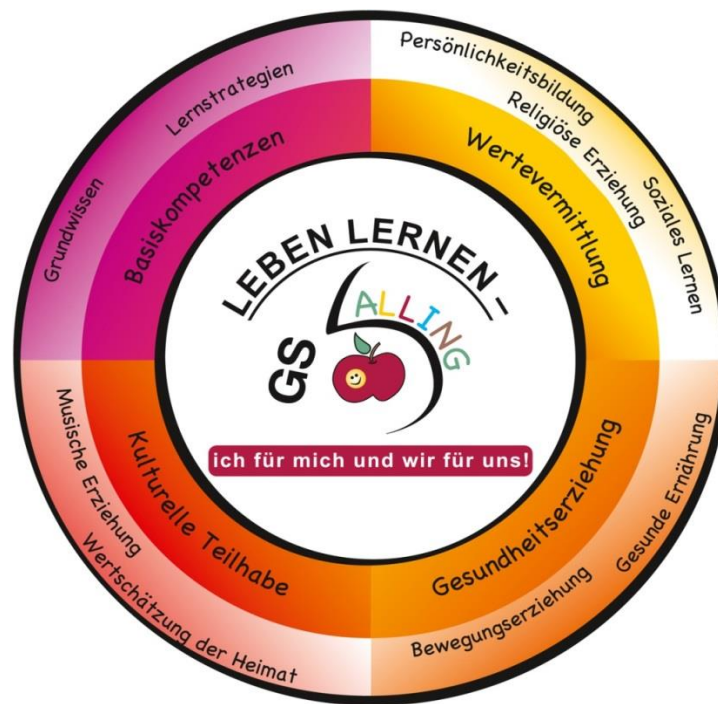 Lernstrategien
Grundwissen
Basiskompetenzen
Persönlichkeitsbildung
Religiöse Erziehung
Soziales Lernen
Wertevermittlung
LEBEN LERNEN –
GS SALLING
ich für mich und wir für uns!
Kulturelle Teilhabe
Musische Erziehung
Wertschätzung der Heimat
Gesundheitserziehung
Gesunde Ernährung
Bewegungserziehung